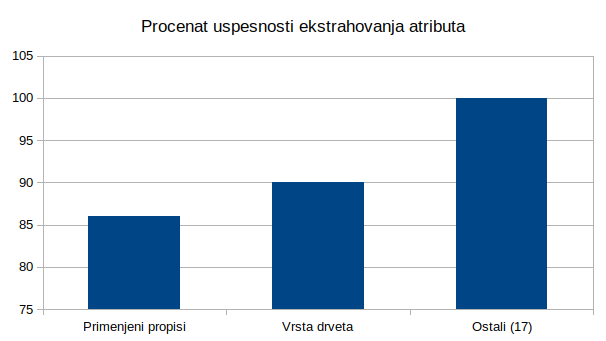 Procenat uspesnosti ekstrahovanja atributa
105
100
95
90
85
80
75
Primenjeni propisi
Vrsta drveta
Ostali (17)